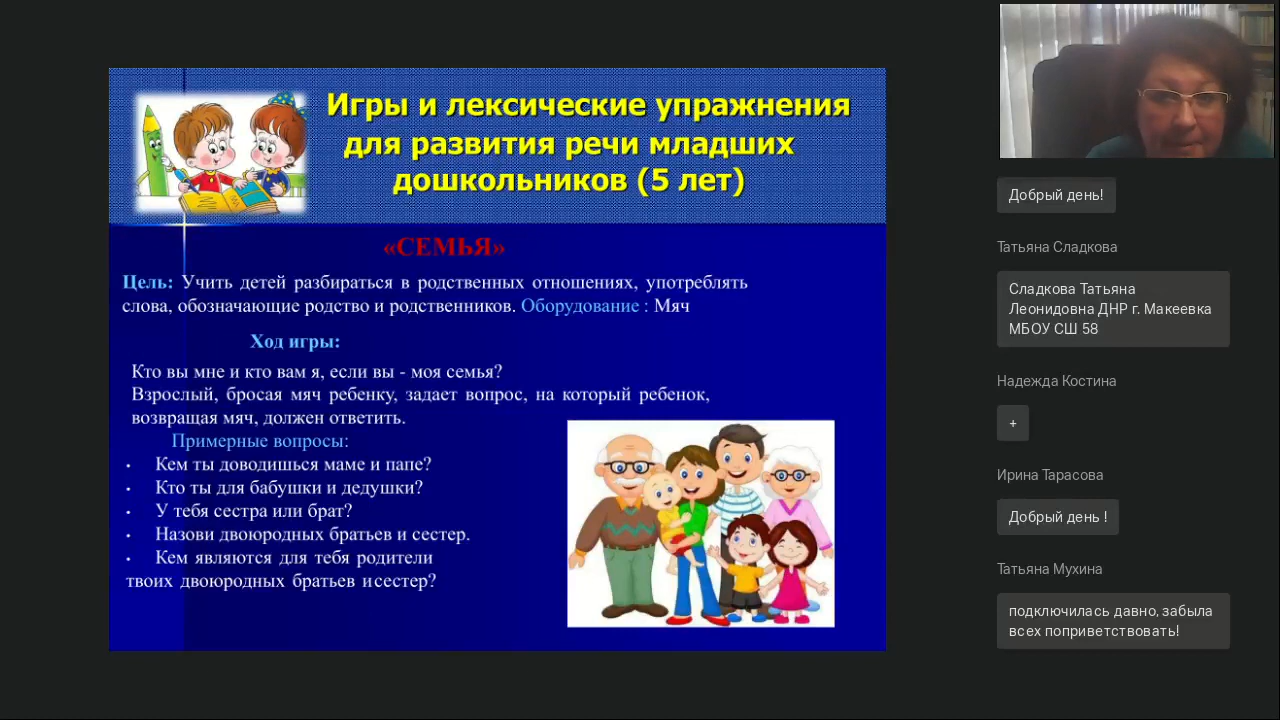 Игры и лексические упражнения
для развития речи младших
дошкольников (5 лет)
«СЕМЬЯ»
Цель: Учить детей разбираться в родственных отношениях, употреблять
слова, обозначающие родство и родственников. Оборудование : Мяч
Ход игры:
Кто вы мне и кто вам я, если вы - моя семья?
Взрослый, бросая мяч ребенку, задает вопрос, на который ребенок,
возвращая мяч, должен ответить.
Примерные вопросы:
• Кем ты доводишься маме и папе?
• Кто ты для бабушки и дедушки?
• У тебя сестра или брат?
• Назови двоюродных братьев и сестер.
• Кем являются для тебя родители
твоих двоюродных братьев и сестер?
Добрый день!
Татьяна Сладкова
Сладкова Татьяна
Леонидовна ДНР г. Макеевка
МБОУ СШ 58
Надежда Костина
+
Ирина Тарасова
Добрый день !
Татьяна Мухина
подключилась давно, забыла
всех поприветствовать!